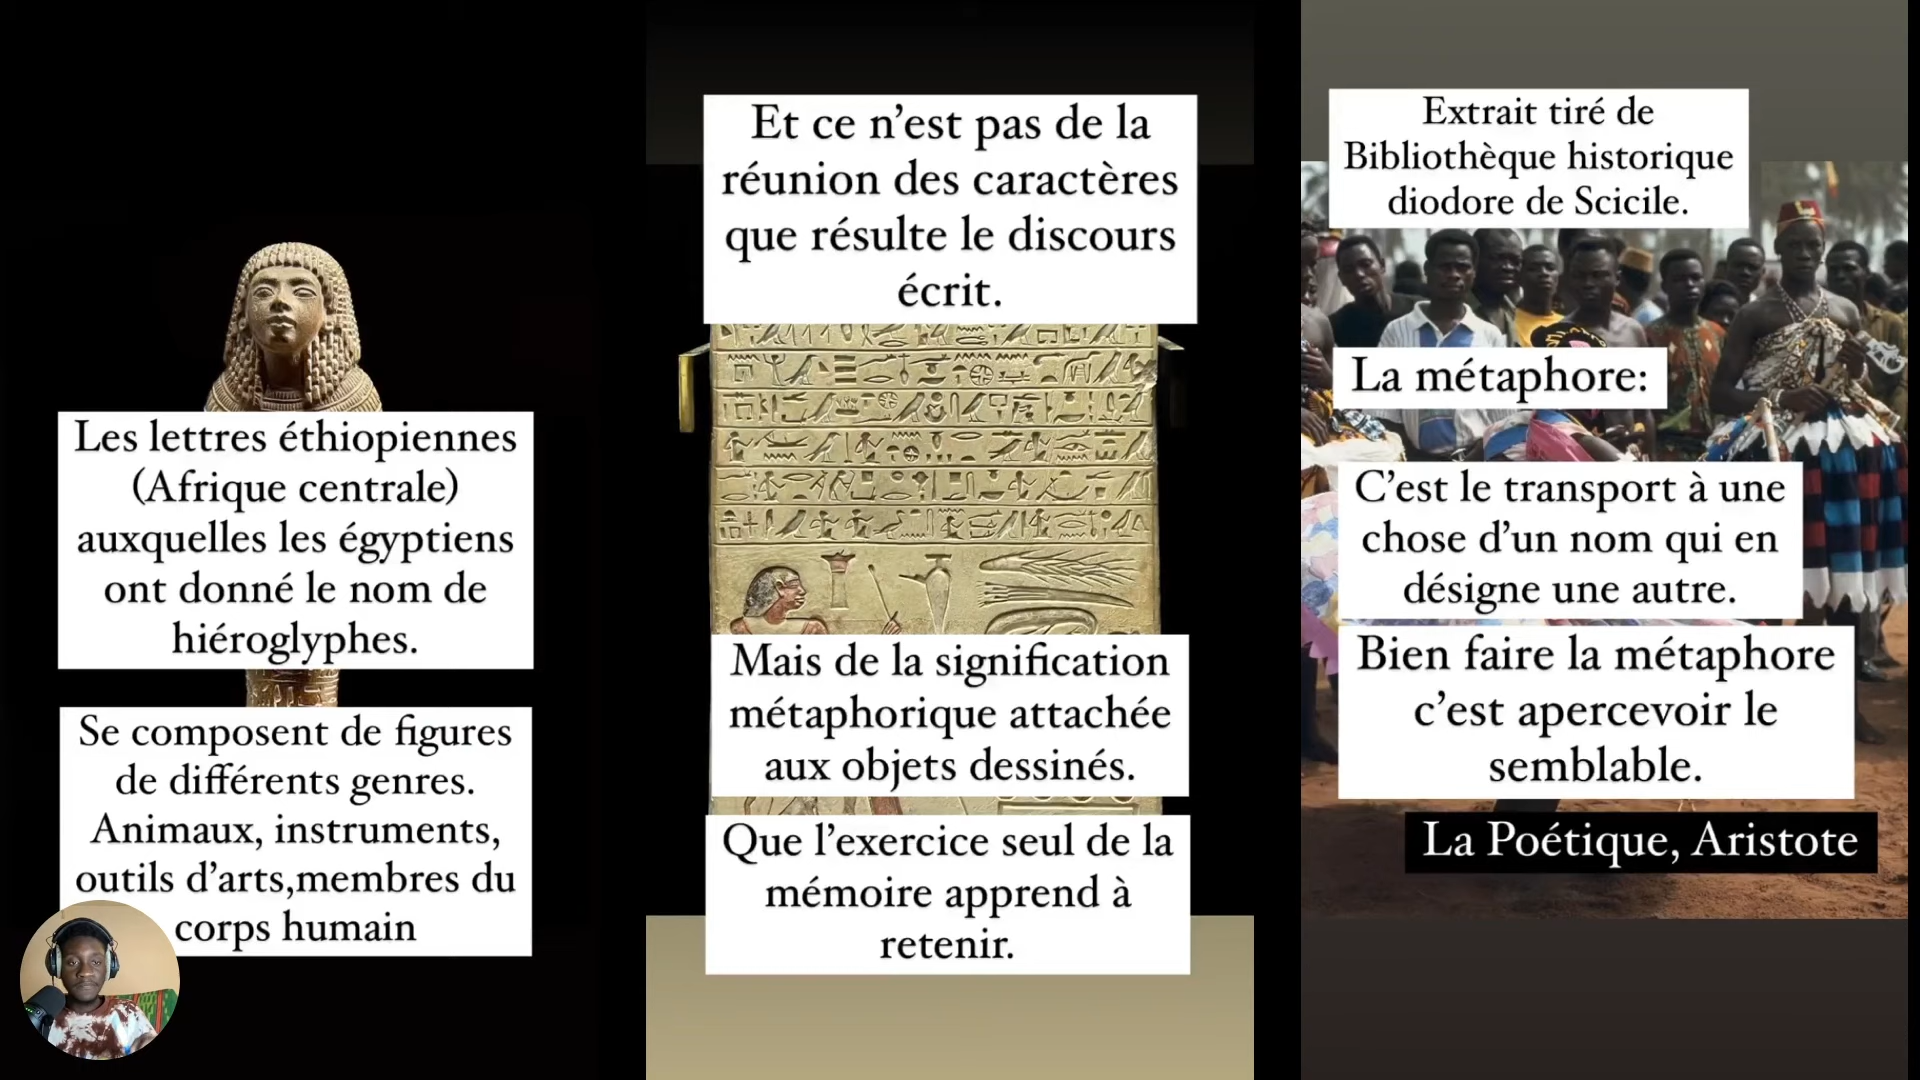 Les lettres éthiopiennes
(Afrique centrale)
auxquelles les égyptiens
ont donné le nom de
hiéroglyphes.
Se composent de figures
de différents genres.
Animaux, instruments,
outils d'arts,membres du
corps humain
Et ce n'est pas de la
réunion des caractères
que résulte le discours
écrit.
Mais de la signification
métaphorique attachée
aux objets dessinés.
Que l'exercice seul de la
mémoire apprend à
retenir.
Extrait tiré de
Bibliothèque historique
diodore de Scicile.
La métaphore:
C'est le transport à une
chose d'un nom qui en
désigne une autre.
Bien faire la métaphore
c'est apercevoir le
semblable.
La Poétique, Aristote